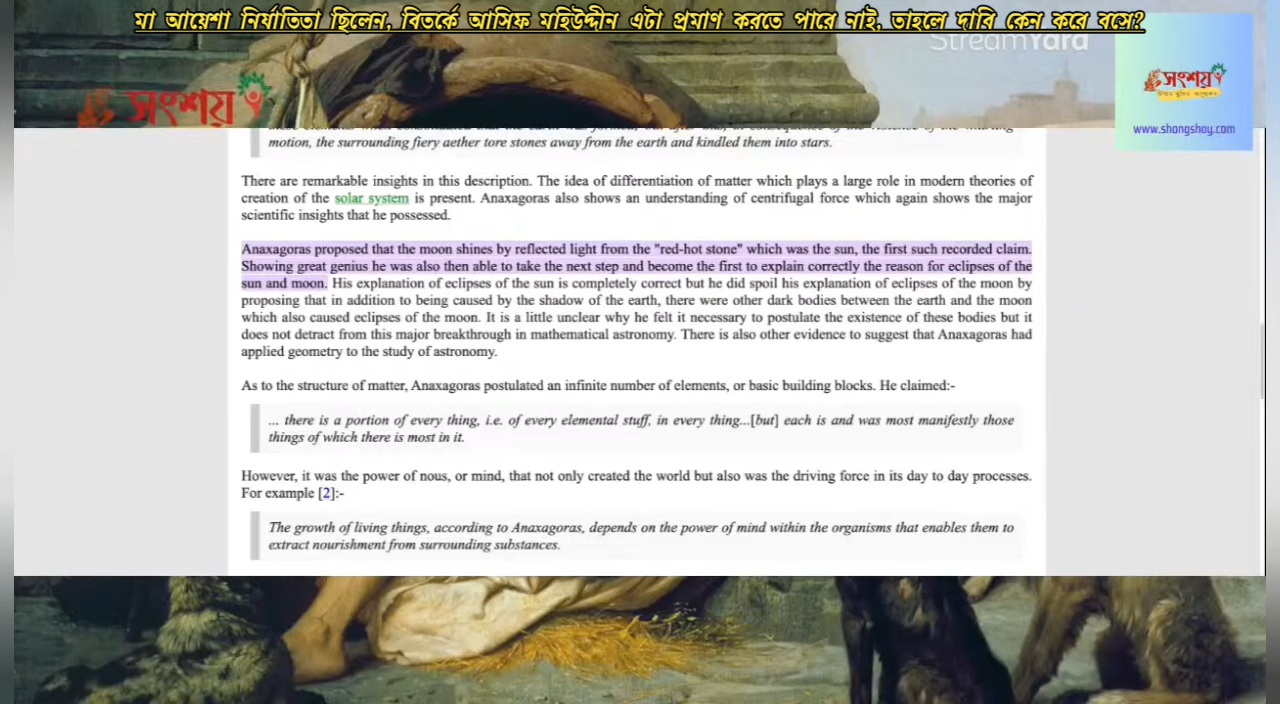 মা আয়েশা নির্যাতিতা ছিলেন, বিতর্কে আসিফ মহিউদ্দীন এটা প্রমাণ করতে পারে নাই, তাহলে দাবি কেন করে বসে?
StreamYard
সংশয়
সংশয়
www.shongshoy.com
motion, the surrounding fiery aether tore stones away from the earth and kindled them into stars.
There are remarkable insights in this description. The idea of differentiation of matter which plays a large role in modern theories of
creation of the solar system is present. Anaxagoras also shows an understanding of centrifugal force which again shows the major
scientific insights that he possessed.
Anaxagoras proposed that the moon shines by reflected light from the "red-hot stone" which was the sun, the first such recorded claim.
Showing great genius he was also then able to take the next step and become the first to explain correctly the reason for eclipses of the
sun and moon. His explanation of eclipses of the sun is completely correct but he did spoil his explanation of eclipses of the moon by
proposing that in addition to being caused by the shadow of the earth, there were other dark bodies between the earth and the moon
which also caused eclipses of the moon. It is a little unclear why he felt it necessary to postulate the existence of these bodies but it
does not detract from this major breakthrough in mathematical astronomy. There is also other evidence to suggest that Anaxagoras had
applied geometry to the study of astronomy.
As to the structure of matter, Anaxagoras postulated an infinite number of elements, or basic building blocks. He claimed:-
... there is a portion of every thing, i.e. of every elemental stuff, in every thing...[but] each is and was most manifestly those
things of which there is most in it.
However, it was the power of nous, or mind, that not only created the world but also was the driving force in its day to day processes.
For example [2]:-
The growth of living things, according to Anaxagoras, depends on the power of mind within the organisms that enables them to
extract nourishment from surrounding substances.